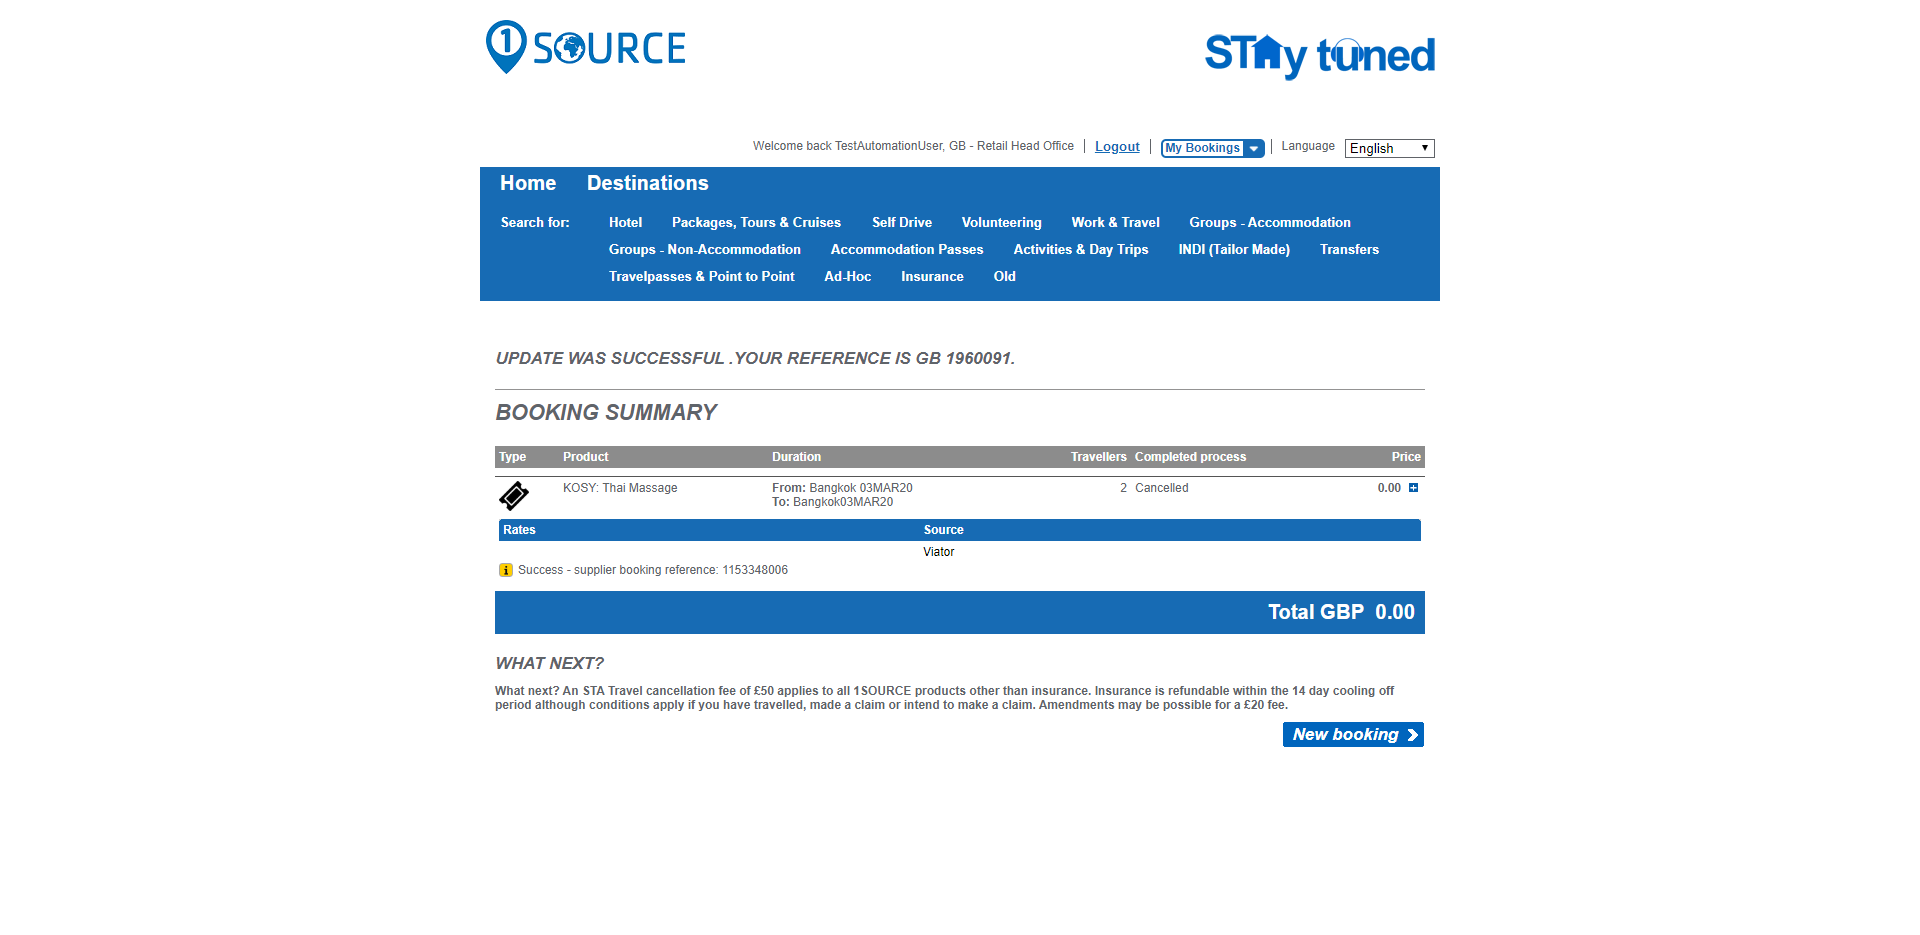 1 SOURCE
STAy tuned
Welcome back TestAutomationUser, GB - Retail Head Office
Logout
My Bookings
Language
English
Home Destinations
Search for: Hotel Packages, Tours & Cruises Self Drive Volunteering Work & Travel Groups - Accommodation
Groups - Non-Accommodation Accommodation Passes Activities & Day Trips INDI (Tailor Made) Transfers
Travelpasses & Point to Point Ad-Hoc Insurance Old
UPDATE WAS SUCCESSFUL .YOUR REFERENCE IS GB 1960091.
BOOKING SUMMARY
Type Product Duration Travellers Completed process Price
KOSY: Thai Massage From: Bangkok 03MAR20 2 Cancelled 0.00
To: Bangkok03MAR20
Rates Source
Viator
Success - supplier booking reference: 1153348006
Total GBP 0.00
WHAT NEXT?
What next? An STA Travel cancellation fee of £50 applies to all 1SOURCE products other than insurance. Insurance is refundable within the 14 day cooling off
period although conditions apply if you have travelled, made a claim or intend to make a claim. Amendments may be possible for a £20 fee.
New booking